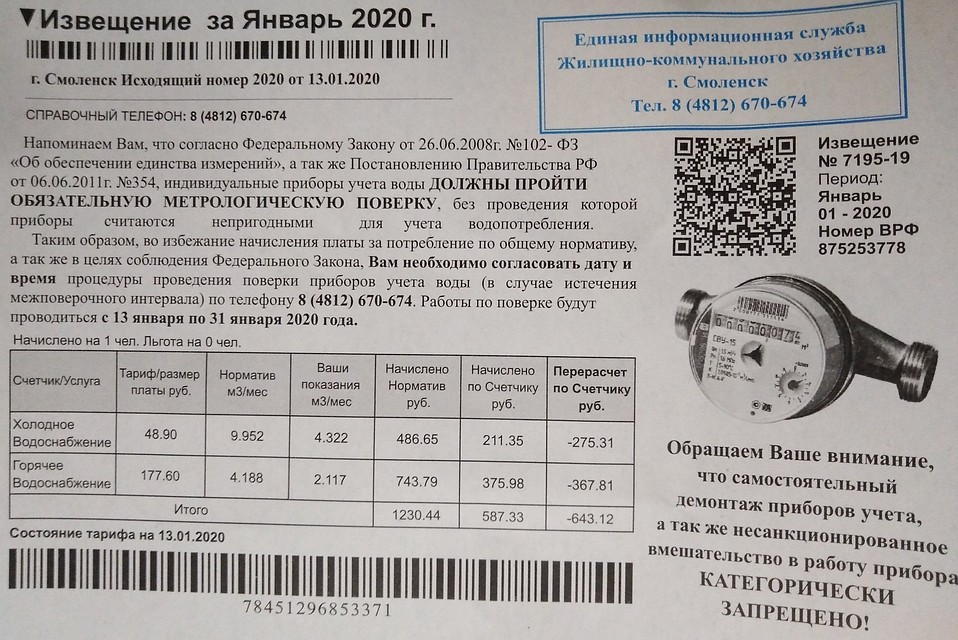 ▼Извещение за Январь 2020 г.
г. Смоленск Исходящий номер 2020 от 13.01.2020
СПРАВОЧНЫЙ ТЕЛЕФОН: 8 (4812) 670-674
Единая информационная служба
Жилищно-коммунального хозяйства
г. Смоленск
Тел. 8 (4812) 670-674
Напоминаем Вам, что согласно Федеральному Закону от 26.06.2008г. №102- ФЗ
«Об обеспечении единства измерений», а так же Постановлению Правительства РФ
от 06.06.2011г. №354, индивидуальные приборы учета воды ДОЛЖНЫ ПРОЙТИ
ОБЯЗАТЕЛЬНУЮ МЕТРОЛОГИЧЕСКУЮ ПОВЕРКУ, без проведения которой
приборы считаются непригодными для учета водопотребления.
Таким образом, во избежание начисления платы за потребление по общему нормативу,
а так же в целях соблюдения Федерального Закона, Вам необходимо согласовать дату и
время процедуры проведения поверки приборов учета воды (в случае истечения
межповерочного интервала) по телефону 8 (4812) 670-674. Работы по поверке будут
проводиться с 13 января по 31 января 2020 года.
Извещение
№ 7195-19
Период:
Январь
01 - 2020
Номер ВРФ
875253778
Начислено на 1 чел. Льгота на 0 чел.
Счетчик/Услуга Тариф/размер платы руб. Норматив м3/мес Ваши показания м3/мес Начислено Норматив руб. Начислено по Счетчику руб. Перерасчет по Счетчику руб.
Холодное Водоснабжение 48.90 9.952 4.322 486.65 211.35 -275.31
Горячее Водоснабжение 177.60 4.188 2.117 743.79 375.98 -367.81
Итого 1230.44 587.33 -643.12
Состояние тарифа на 13.01.2020
78451296853371
СВУ-15
Обращаем Ваше внимание,
что самостоятельный
демонтаж приборов учета,
а так же несанкционированное
вмешательство в работу прибора
КАТЕГОРИЧЕСКИ
ЗАПРЕЩЕНО!